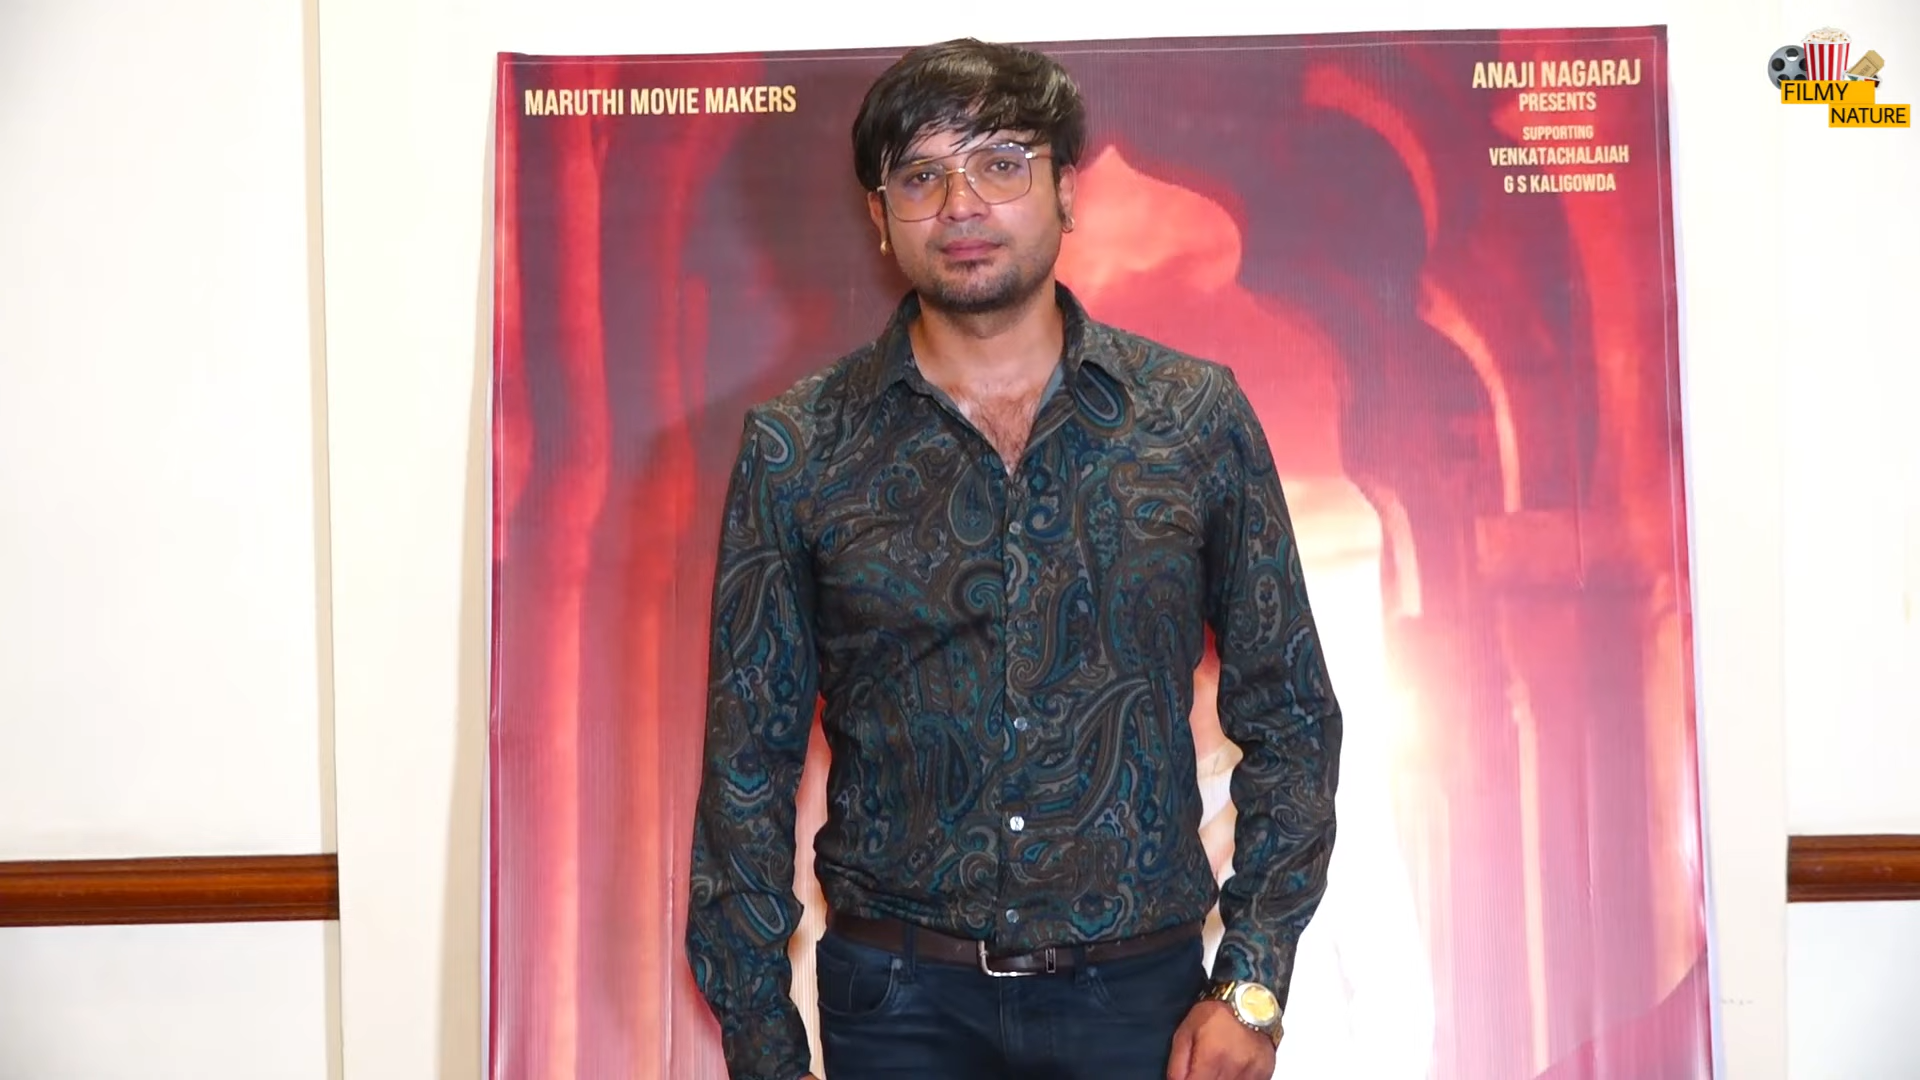 MARUTHI MOVIE MAKERS
ANAJI NAGARAJ
PRESENTS
SUPPORTING
VENKATACHALAIAH
G S KALIGOWDA
FILMY
NATURE